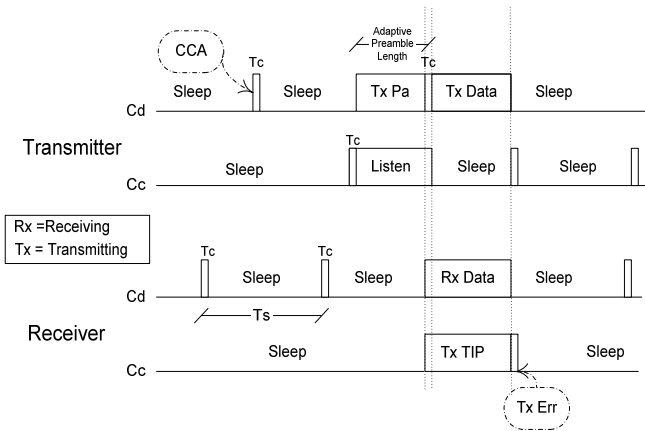 Adaptive
Preamble
Length
CCA
Tc
Tc
Sleep
Sleep
Tx Pa
Tx Data
Sleep
Cd
Transmitter
Tc
Sleep
Listen
Sleep
Sleep
Cc
Rx =Receiving
Tx = Transmitting
Tc
Tc
Sleep
Sleep
Rx Data
Sleep
Cd
Ts
Receiver
Sleep
Tx TIP
Sleep
Cc
Tx Err